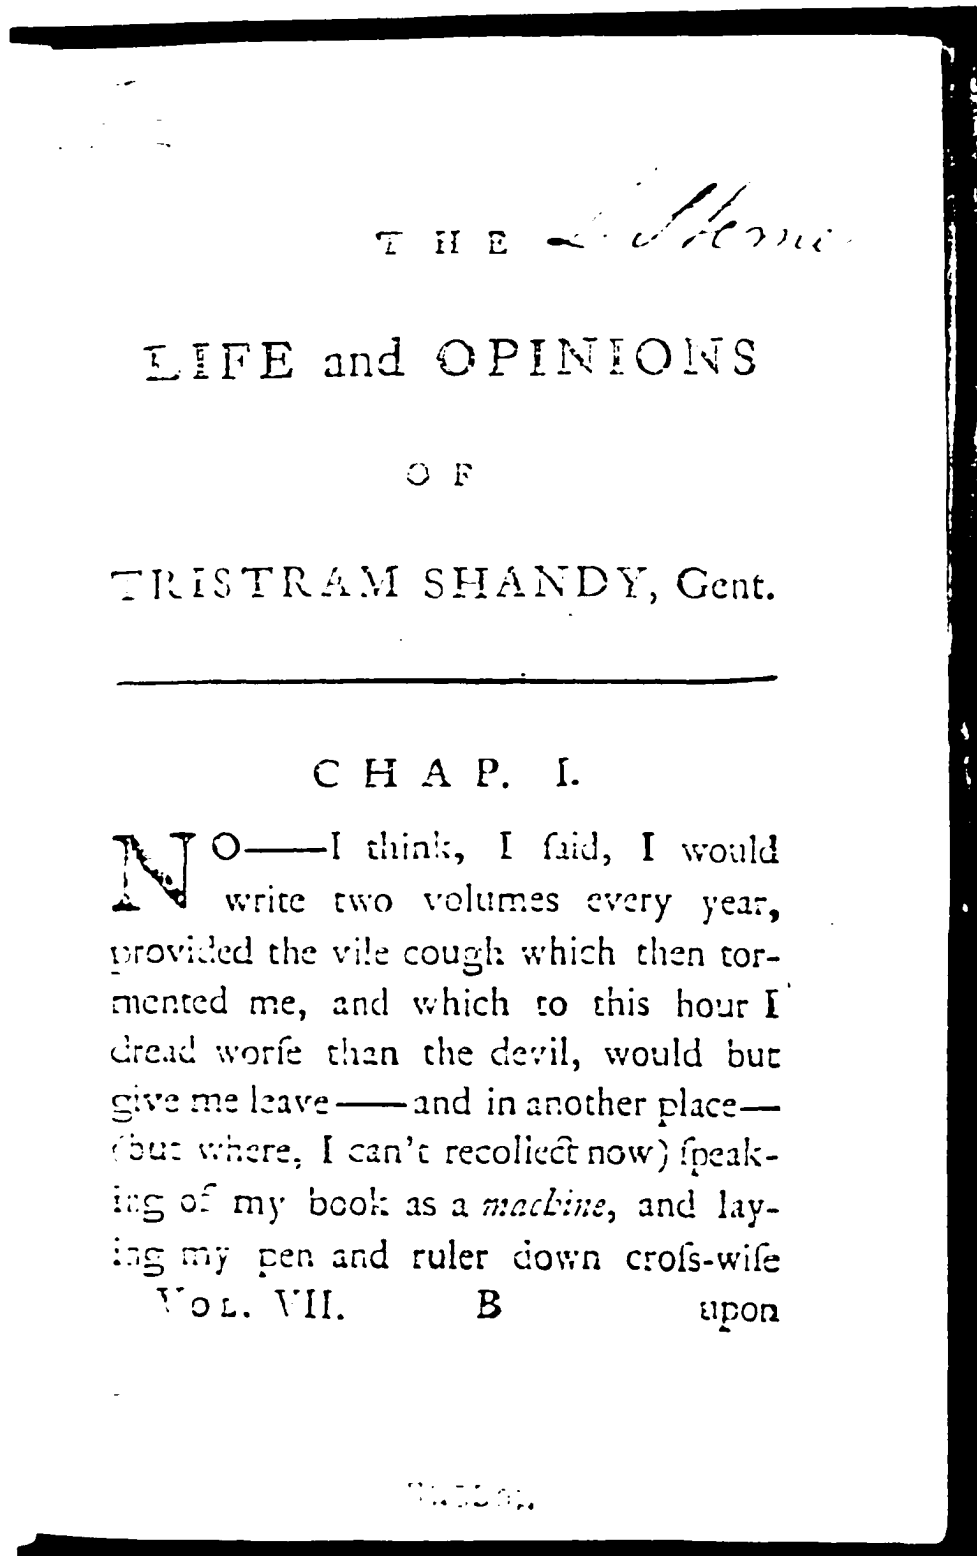 THE L. Sterne
LIFE and OPINIONS
OF
TRISTRAM SHANDY, Gent.
CHAP. I.
NO——I think, I ſaid, I would
write two volumes every year,
provided the vile cough which then tor-
mented me, and which to this hour I
dread worſe than the devil, would but
give me leave——and in another place—
(but where, I can't recollect now) ſpeak-
ing of my book as a machine, and lay-
ing my pen and ruler down croſs-wiſe
VOL. VII. B upon